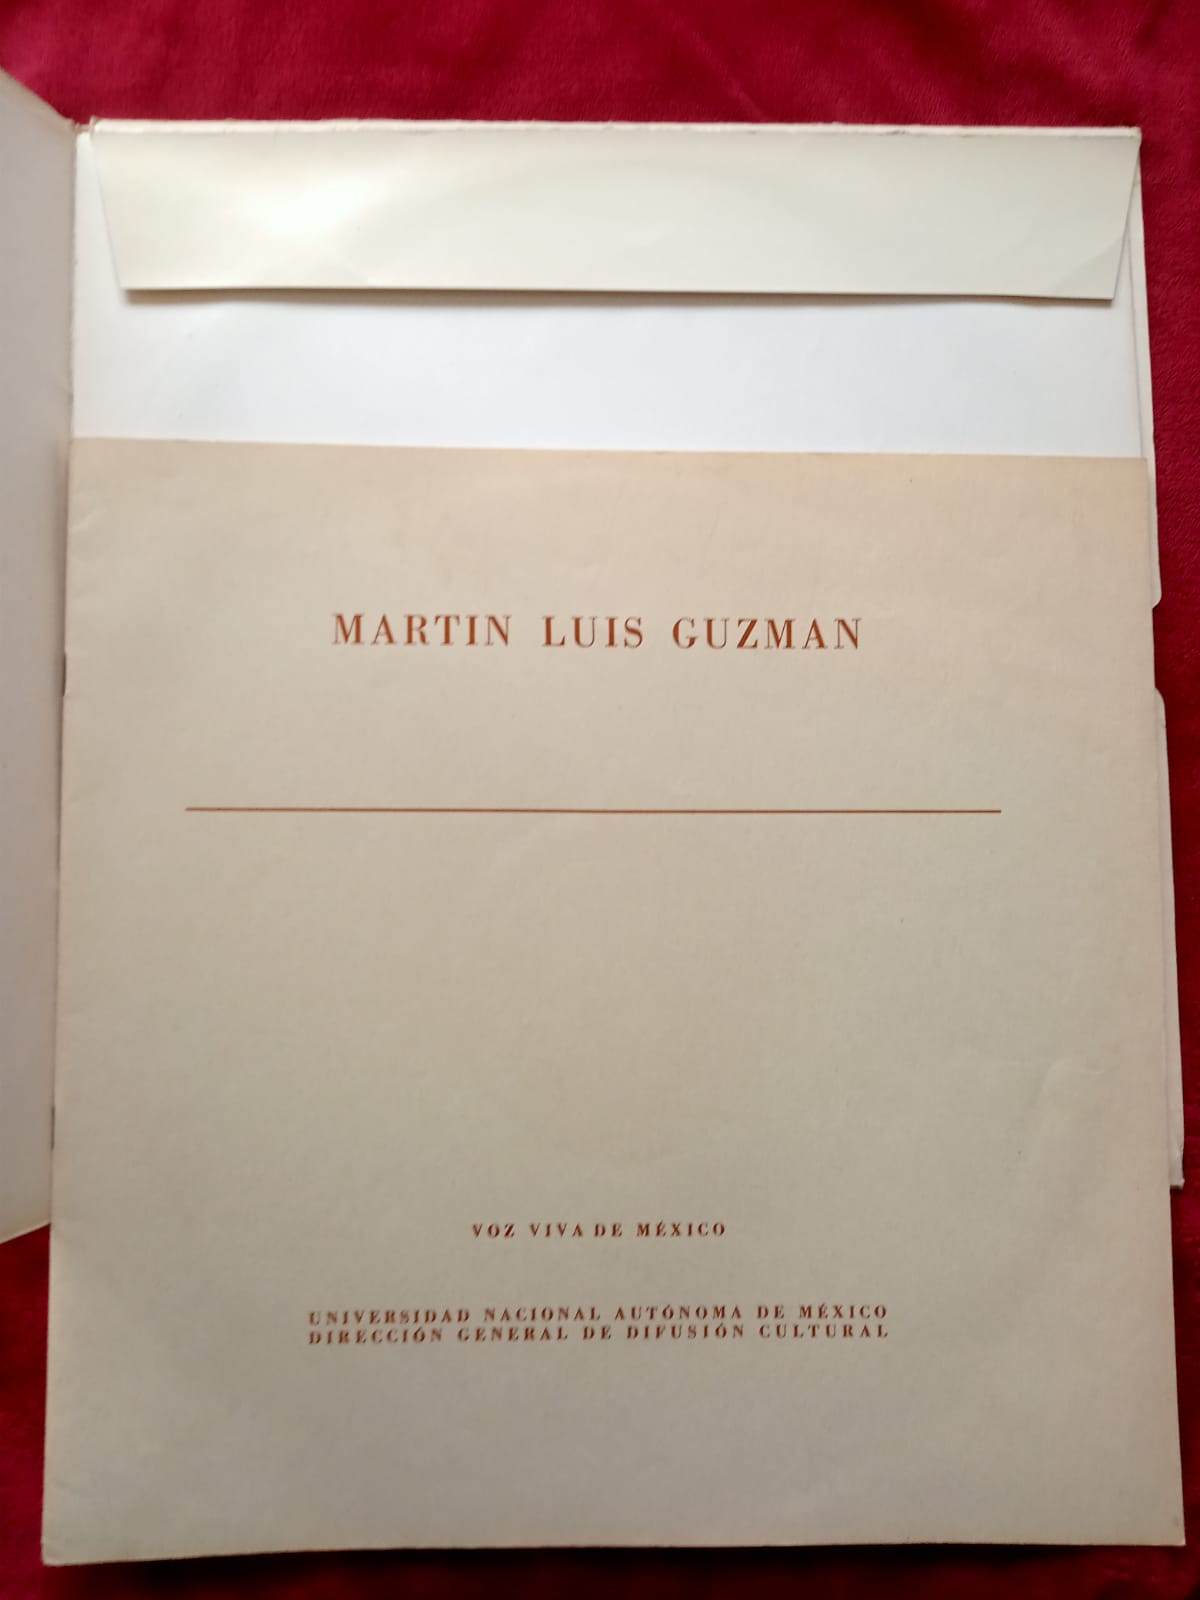 MARTIN LUIS GUZMAN
VOZ VIVA DE MÉXICO
UNIVERSIDAD NACIONAL AUTÓNOMA DE MÉXICO
DIRECCIÓN GENERAL DE DIFUSIÓN CULTURAL